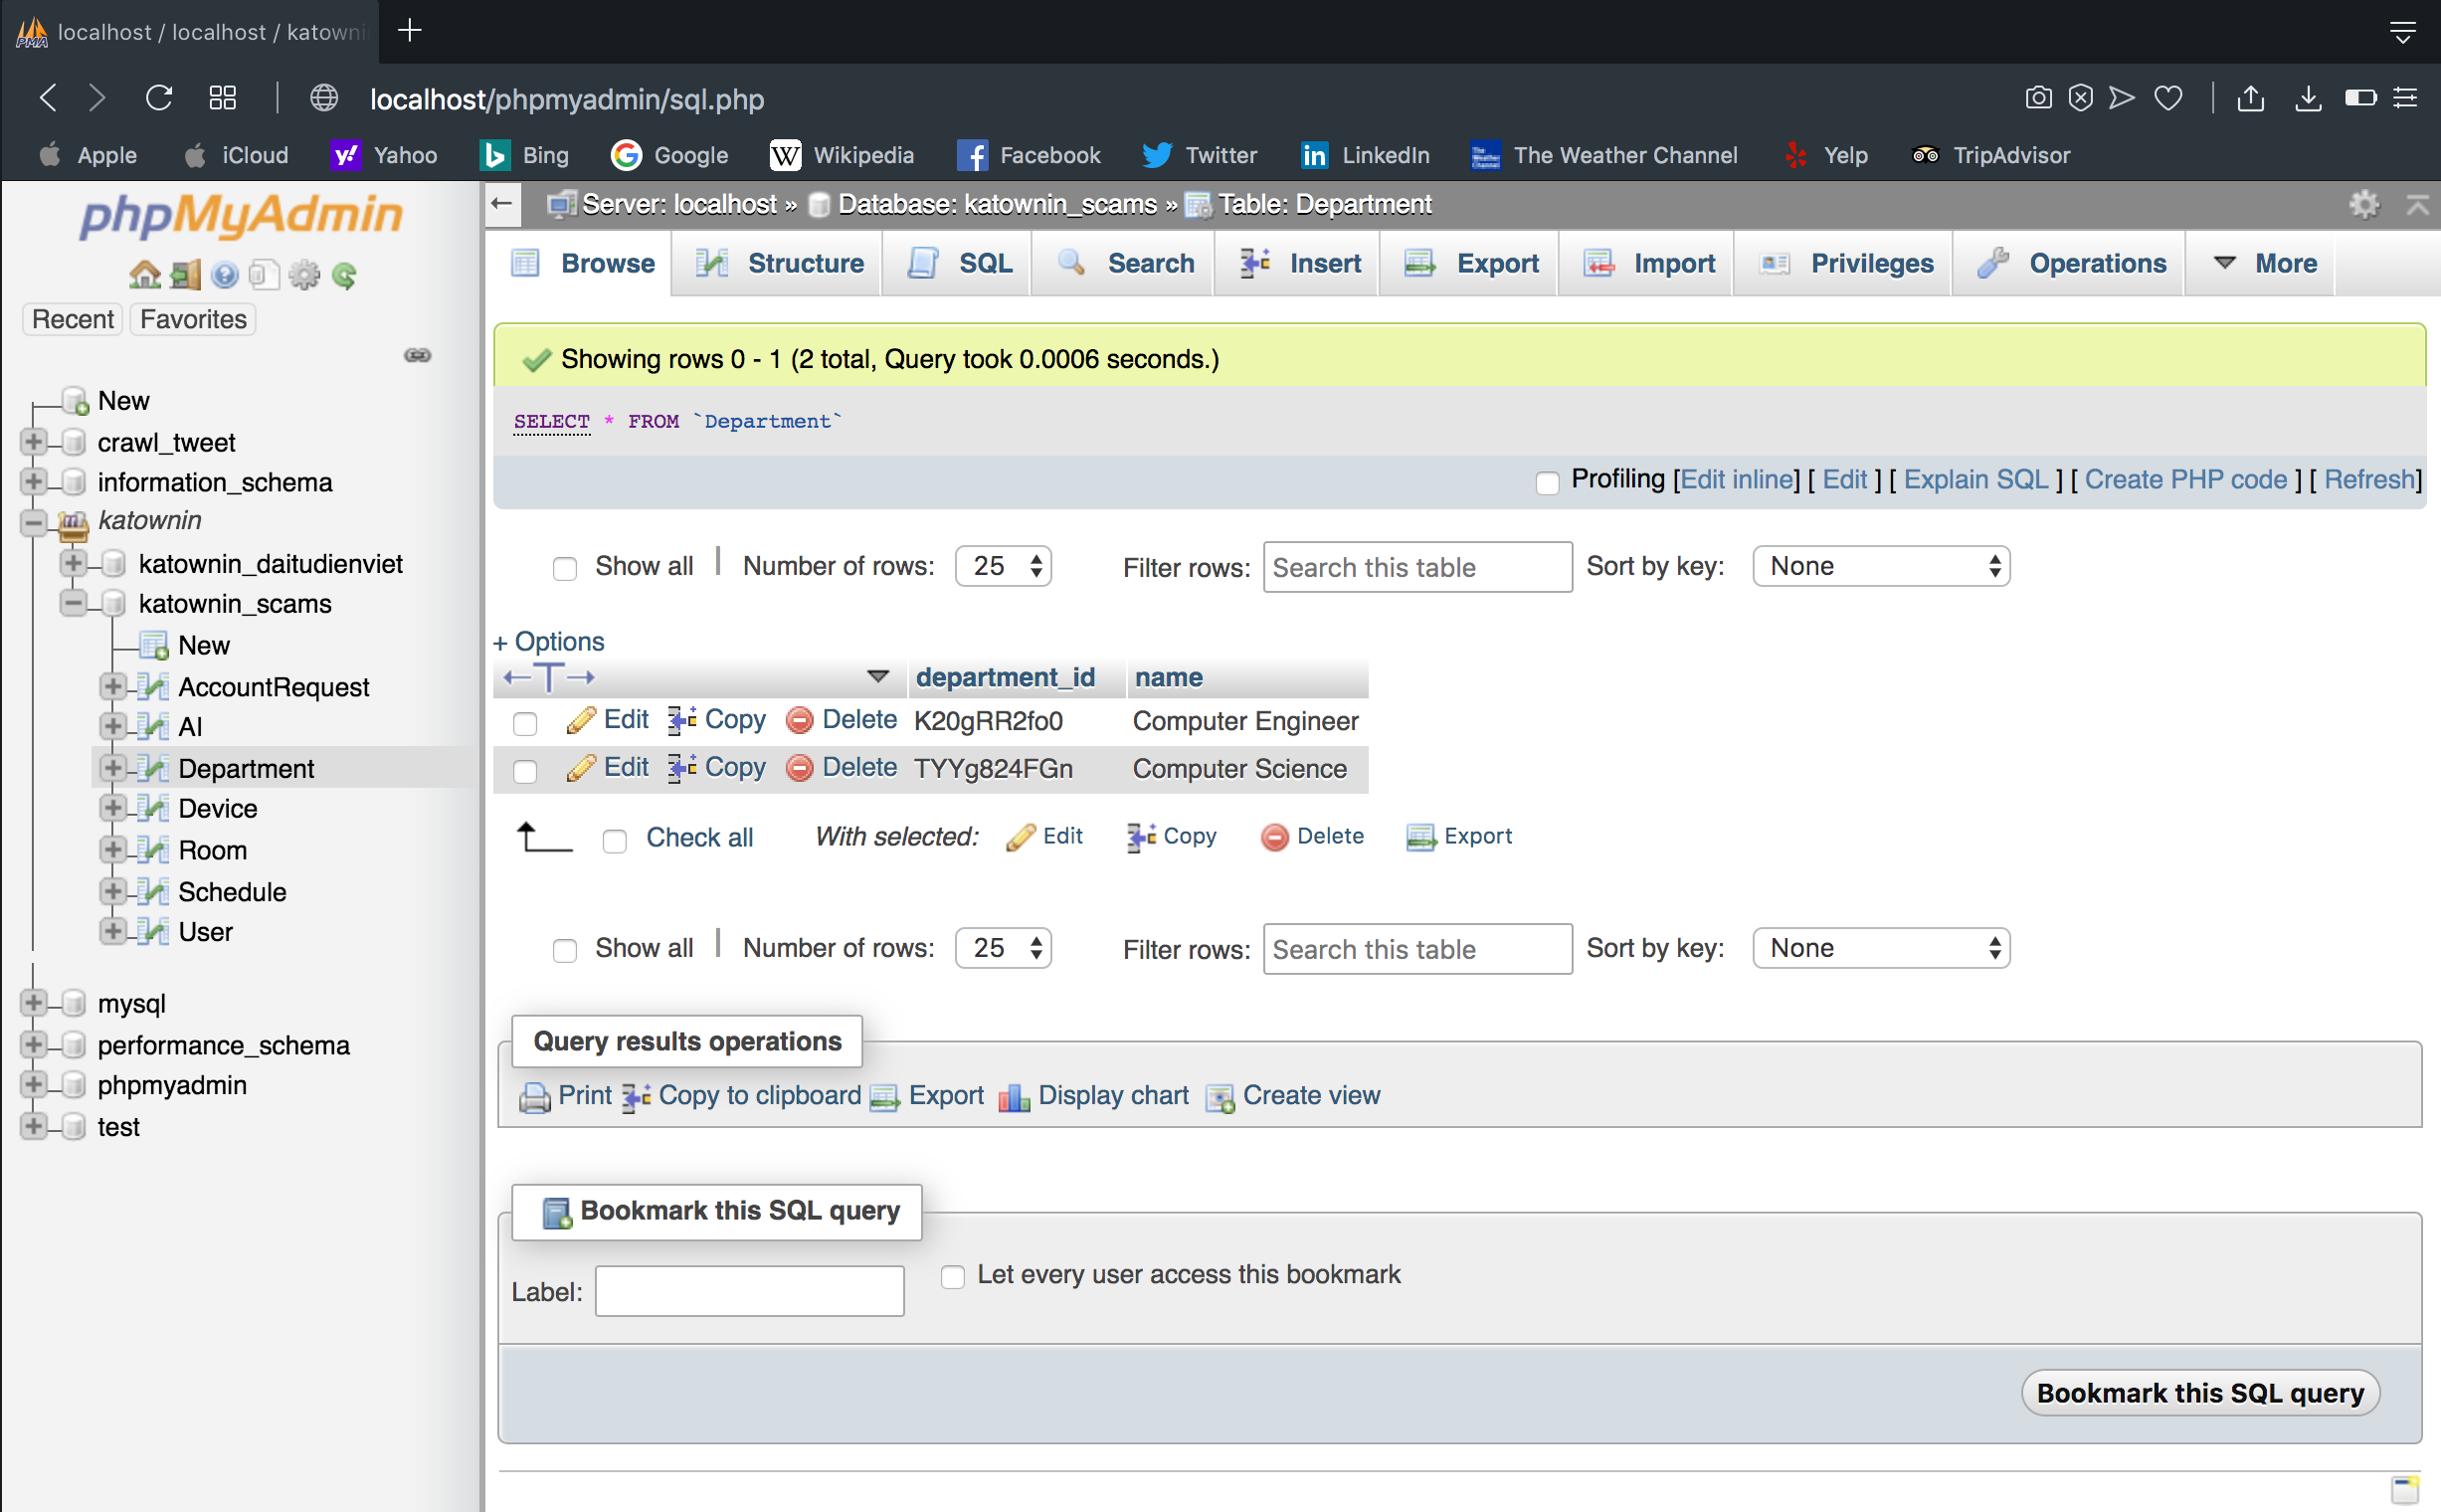 localhost / localhost / katowni
localhost/phpmyadmin/sql.php
Apple iCloud Yahoo Bing Google Wikipedia Facebook Twitter LinkedIn The Weather Channel Yelp TripAdvisor
phpMyAdmin
Recent Favorites
New
crawl_tweet
information_schema
katownin
katownin_daitudienviet
katownin_scams
New
AccountRequest
AI
Department
Device
Room
Schedule
User
mysql
performance_schema
phpmyadmin
test
Server: localhost » Database: katownin_scams » Table: Department
Browse Structure SQL Search Insert Export Import Privileges Operations More
Showing rows 0 - 1 (2 total, Query took 0.0006 seconds.)
SELECT * FROM `Department`
Profiling [Edit inline] [ Edit ] [ Explain SQL ] [ Create PHP code ] [ Refresh]
Show all | Number of rows: 25 Filter rows: Search this table Sort by key: None
+ Options
←T→ department_id name
Edit Copy Delete K20gRR2fo0 Computer Engineer
Edit Copy Delete TYYg824FGn Computer Science
Check all With selected: Edit Copy Delete Export
Show all | Number of rows: 25 Filter rows: Search this table Sort by key: None
Query results operations
Print Copy to clipboard Export Display chart Create view
Bookmark this SQL query
Label: Let every user access this bookmark
Bookmark this SQL query